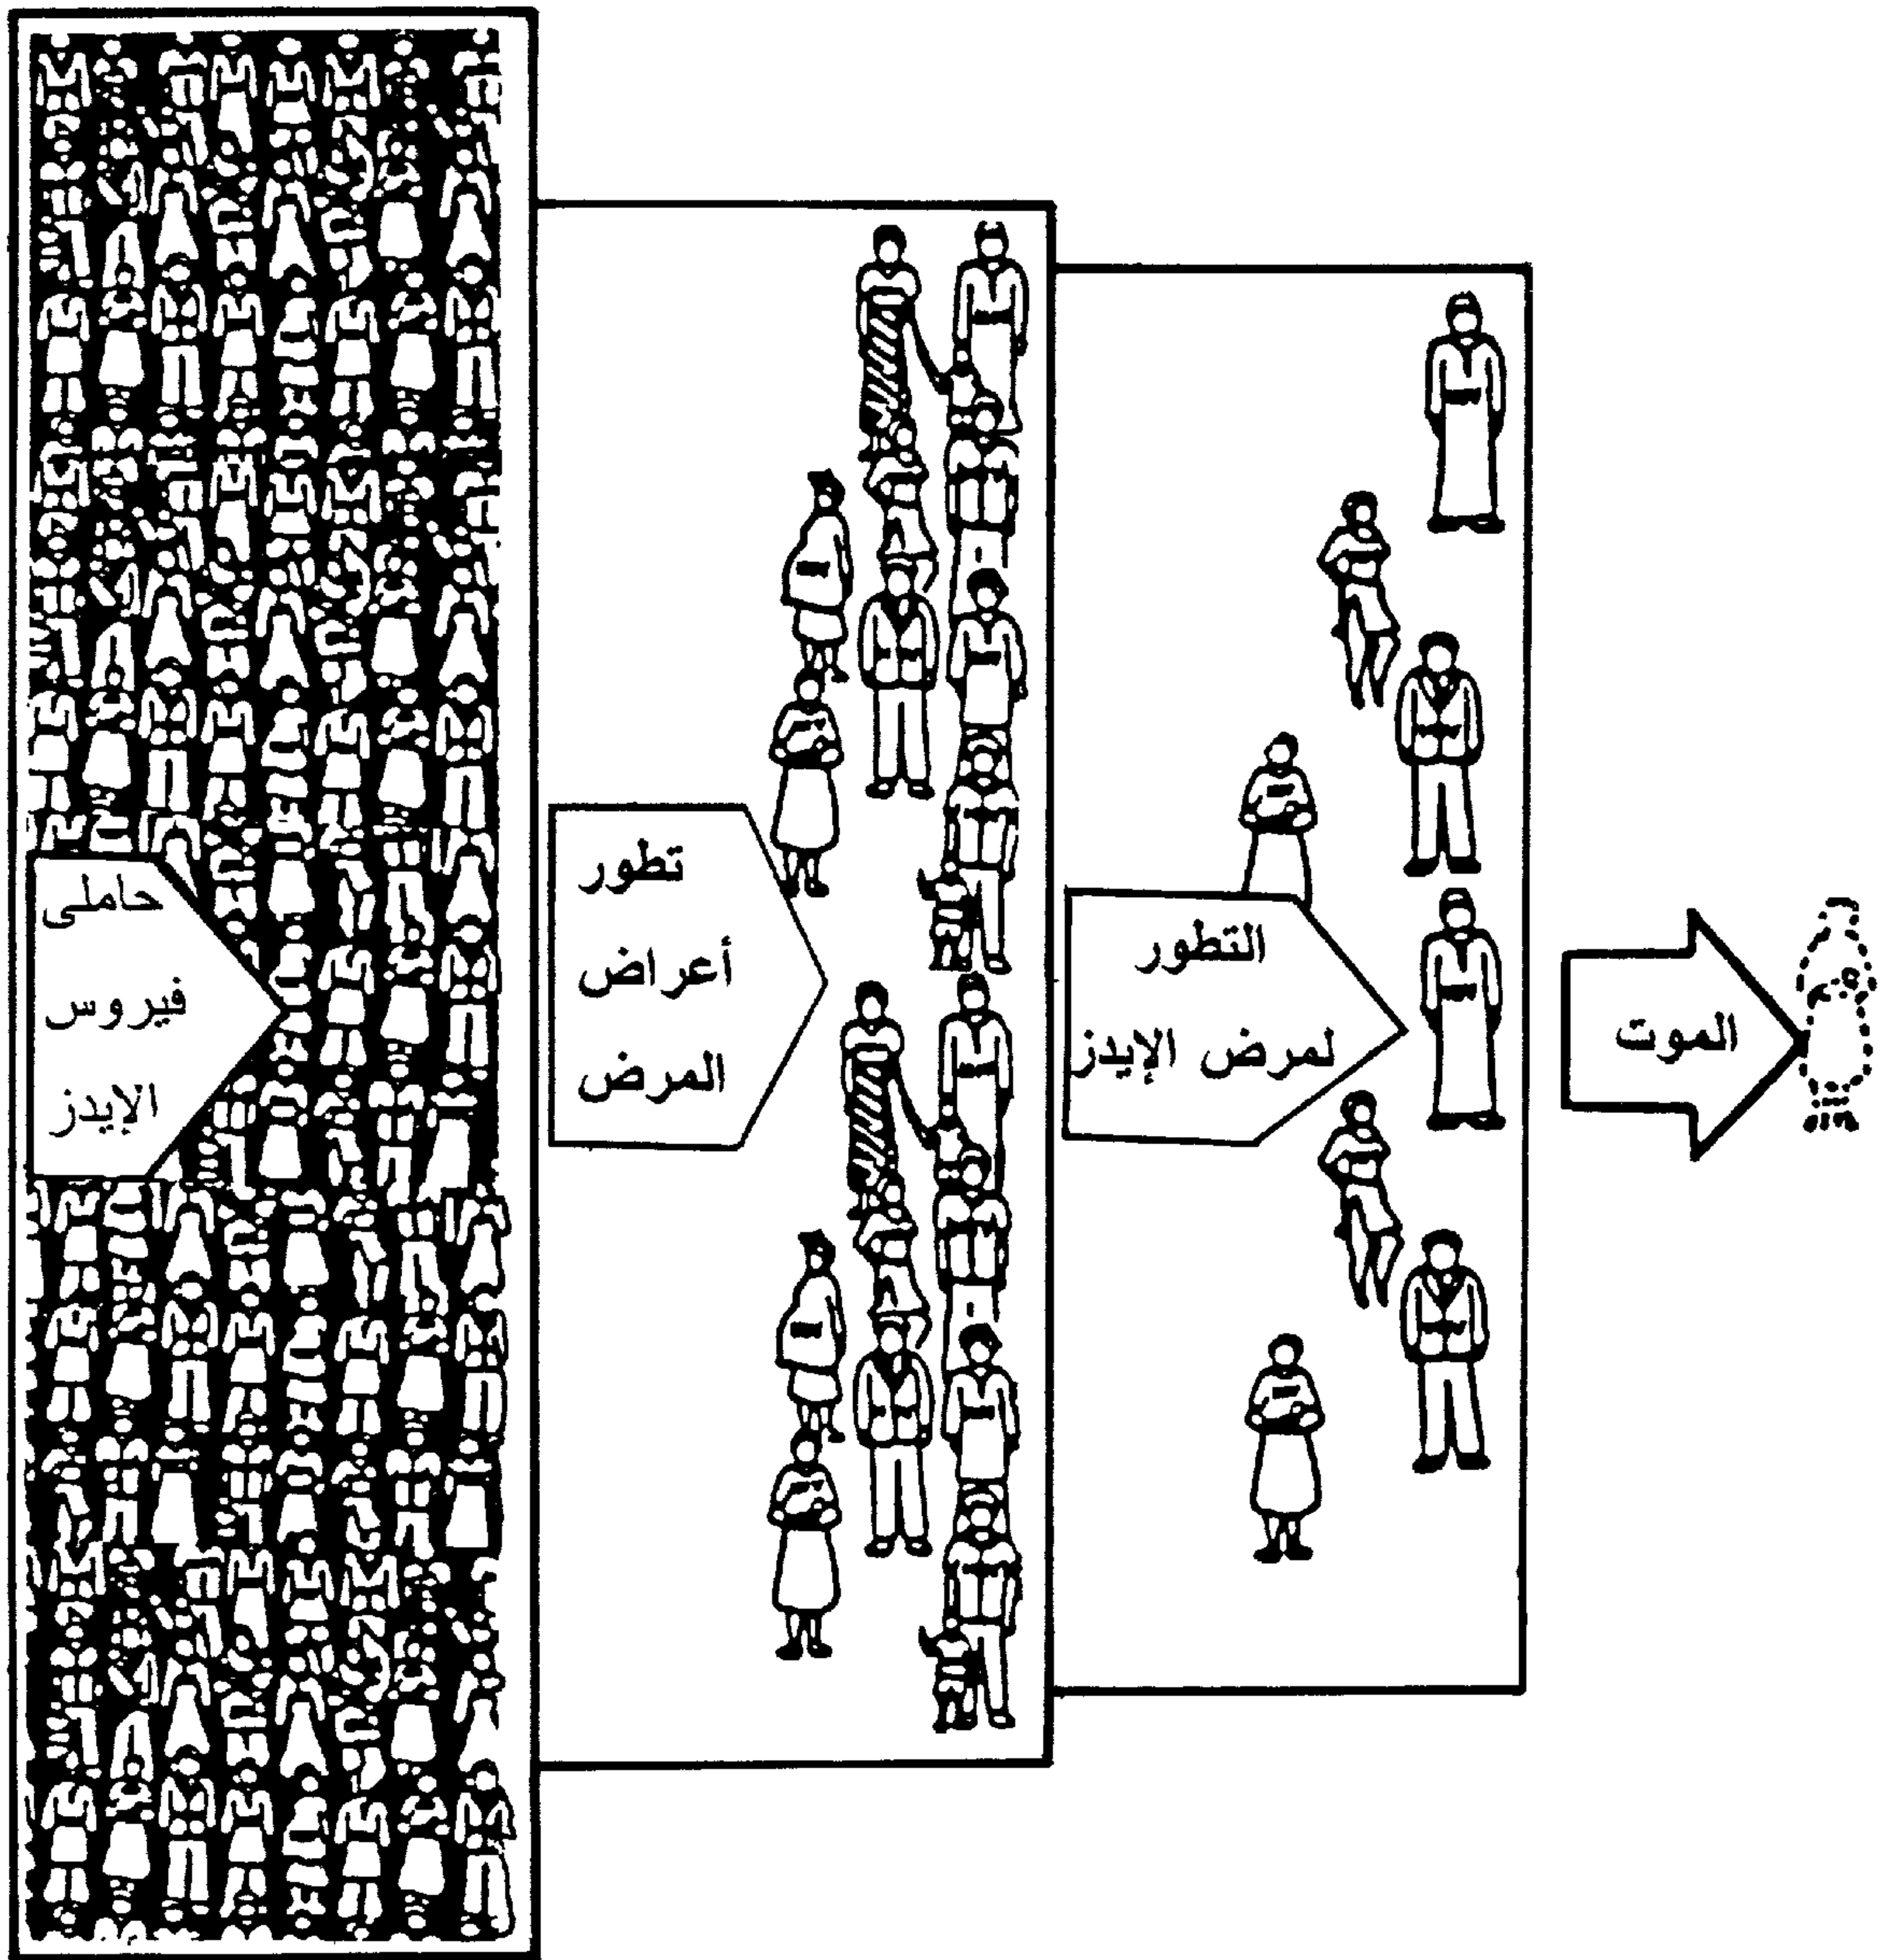 حاملى
فيروس
الإيدز
تطور
أعراض
المرض
التطور
لمرض الإيدز
الموت